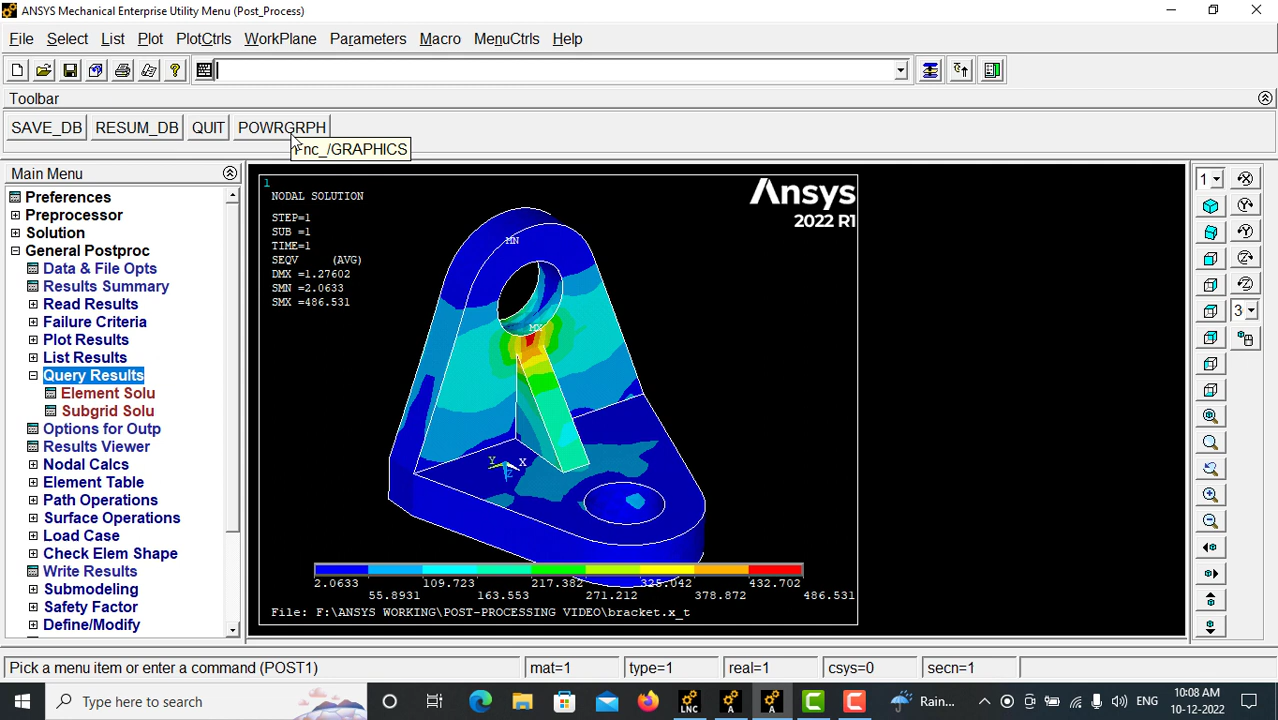 ANSYS Mechanical Enterprise Utility Menu (Post_Process)
File Select List Plot PlotCtrls WorkPlane Parameters Macro MenuCtrls Help
Toolbar
SAVE_DB RESUM_DB QUIT POWRGRPH
Fnc_/GRAPHICS
Main Menu
Preferences
Preprocessor
Solution
General Postproc
Data & File Opts
Results Summary
Read Results
Failure Criteria
Plot Results
List Results
Query Results
Element Solu
Subgrid Solu
Options for Outp
Results Viewer
Nodal Calcs
Element Table
Path Operations
Surface Operations
Load Case
Check Elem Shape
Write Results
Submodeling
Safety Factor
Define/Modify
1
NODAL SOLUTION
STEP=1
SUB =1
TIME=1
SEQV (AVG)
DMX =1.27602
SMN =2.0633
SMX =486.531
Ansys
2022 R1
MN
MX
Y
X
2.0633 109.723 217.382 325.042 432.702
55.8931 163.553 271.212 378.872 486.531
File: F:\ANSYS WORKING\POST-PROCESSING VIDEO\bracket.x_t
1
3
Pick a menu item or enter a command (POST1) mat=1 type=1 real=1 csys=0 secn=1
Type here to search
LNC
A
A
Rain...
ENG
10:08 AM
10-12-2022